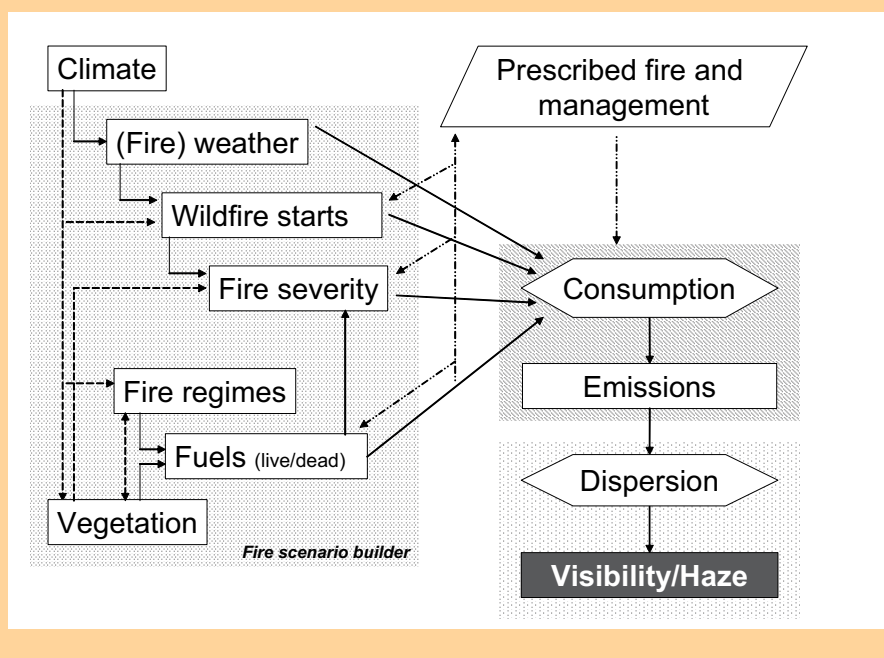 Climate
Prescribed fire and
management
(Fire) weather
Wildfire starts
Fire severity
Consumption
Fire regimes
Emissions
Fuels (live/dead)
Dispersion
Vegetation
Fire scenario builder
Visibility/Haze